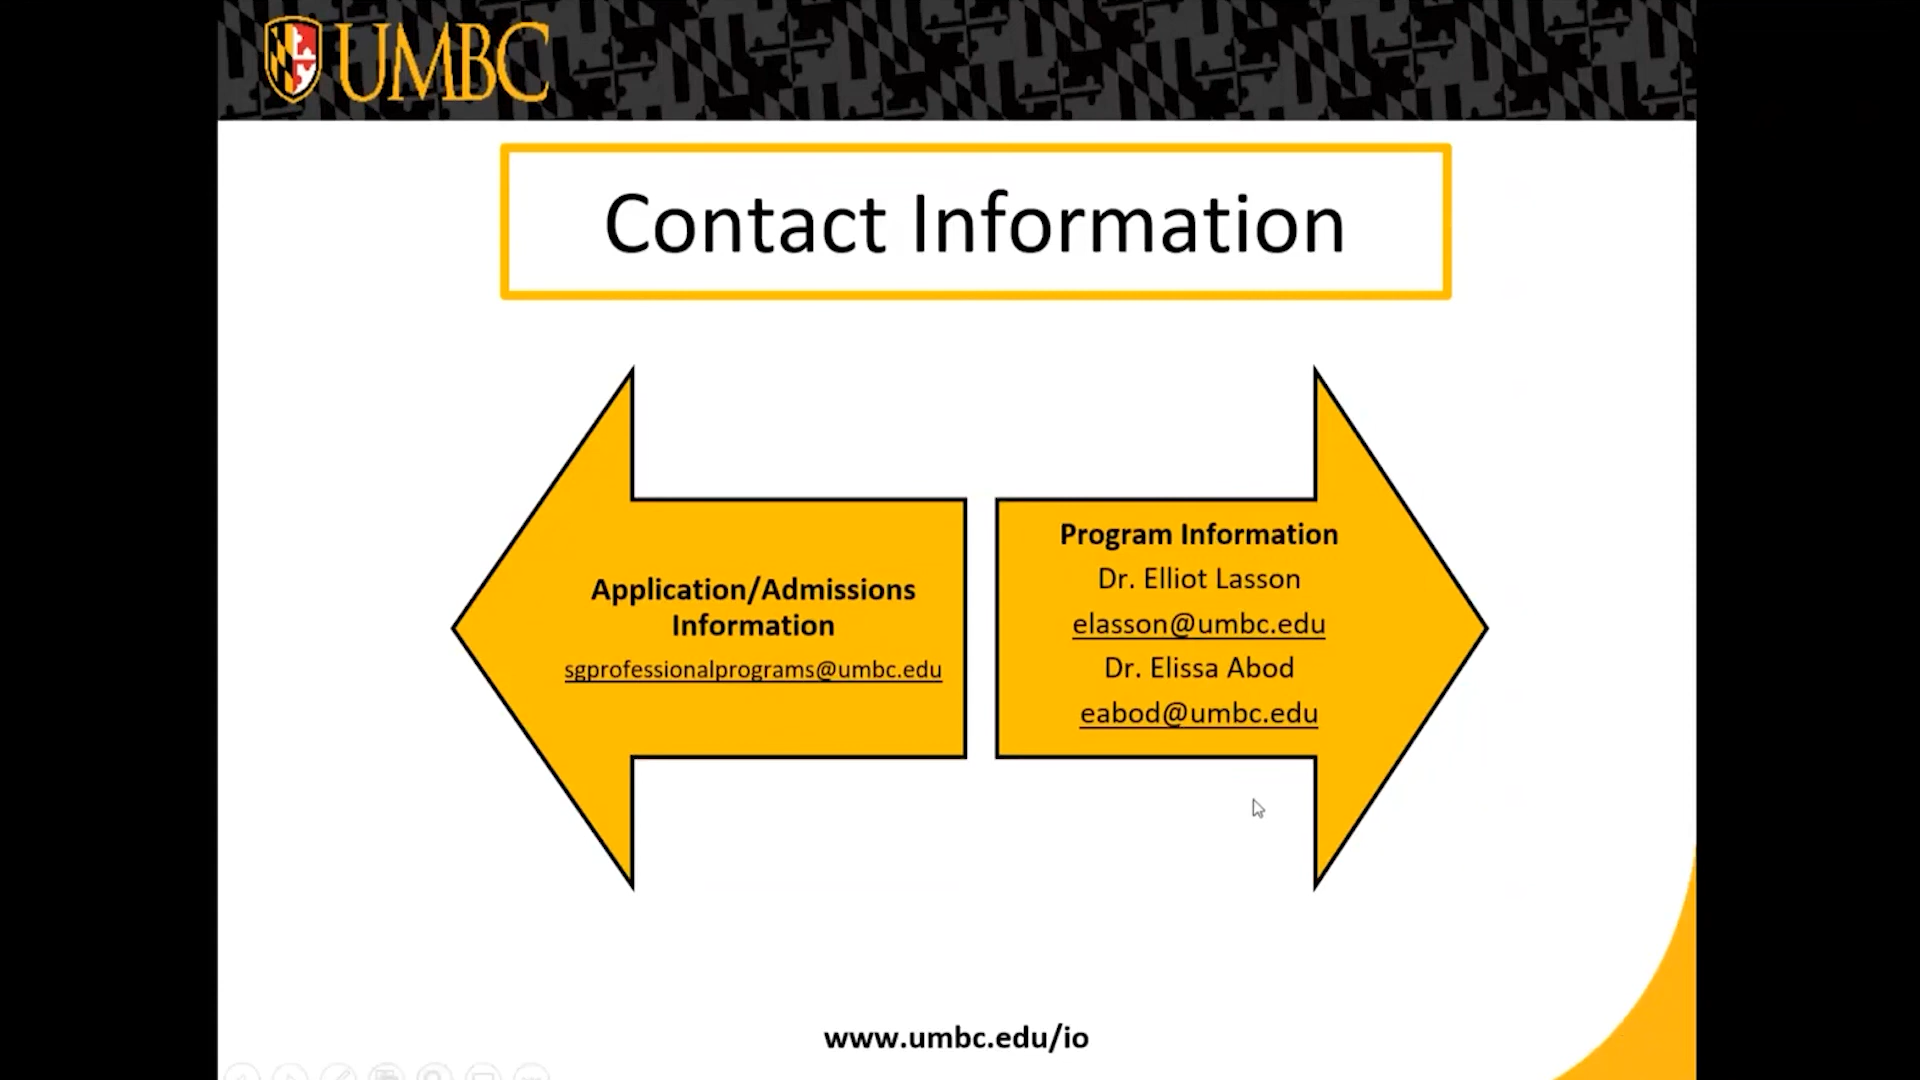 UMBC
Contact Information
Application/Admissions
Information
sgprofessionalprograms@umbc.edu
Program Information
Dr. Elliot Lasson
elasson@umbc.edu
Dr. Elissa Abod
eabod@umbc.edu
www.umbc.edu/io